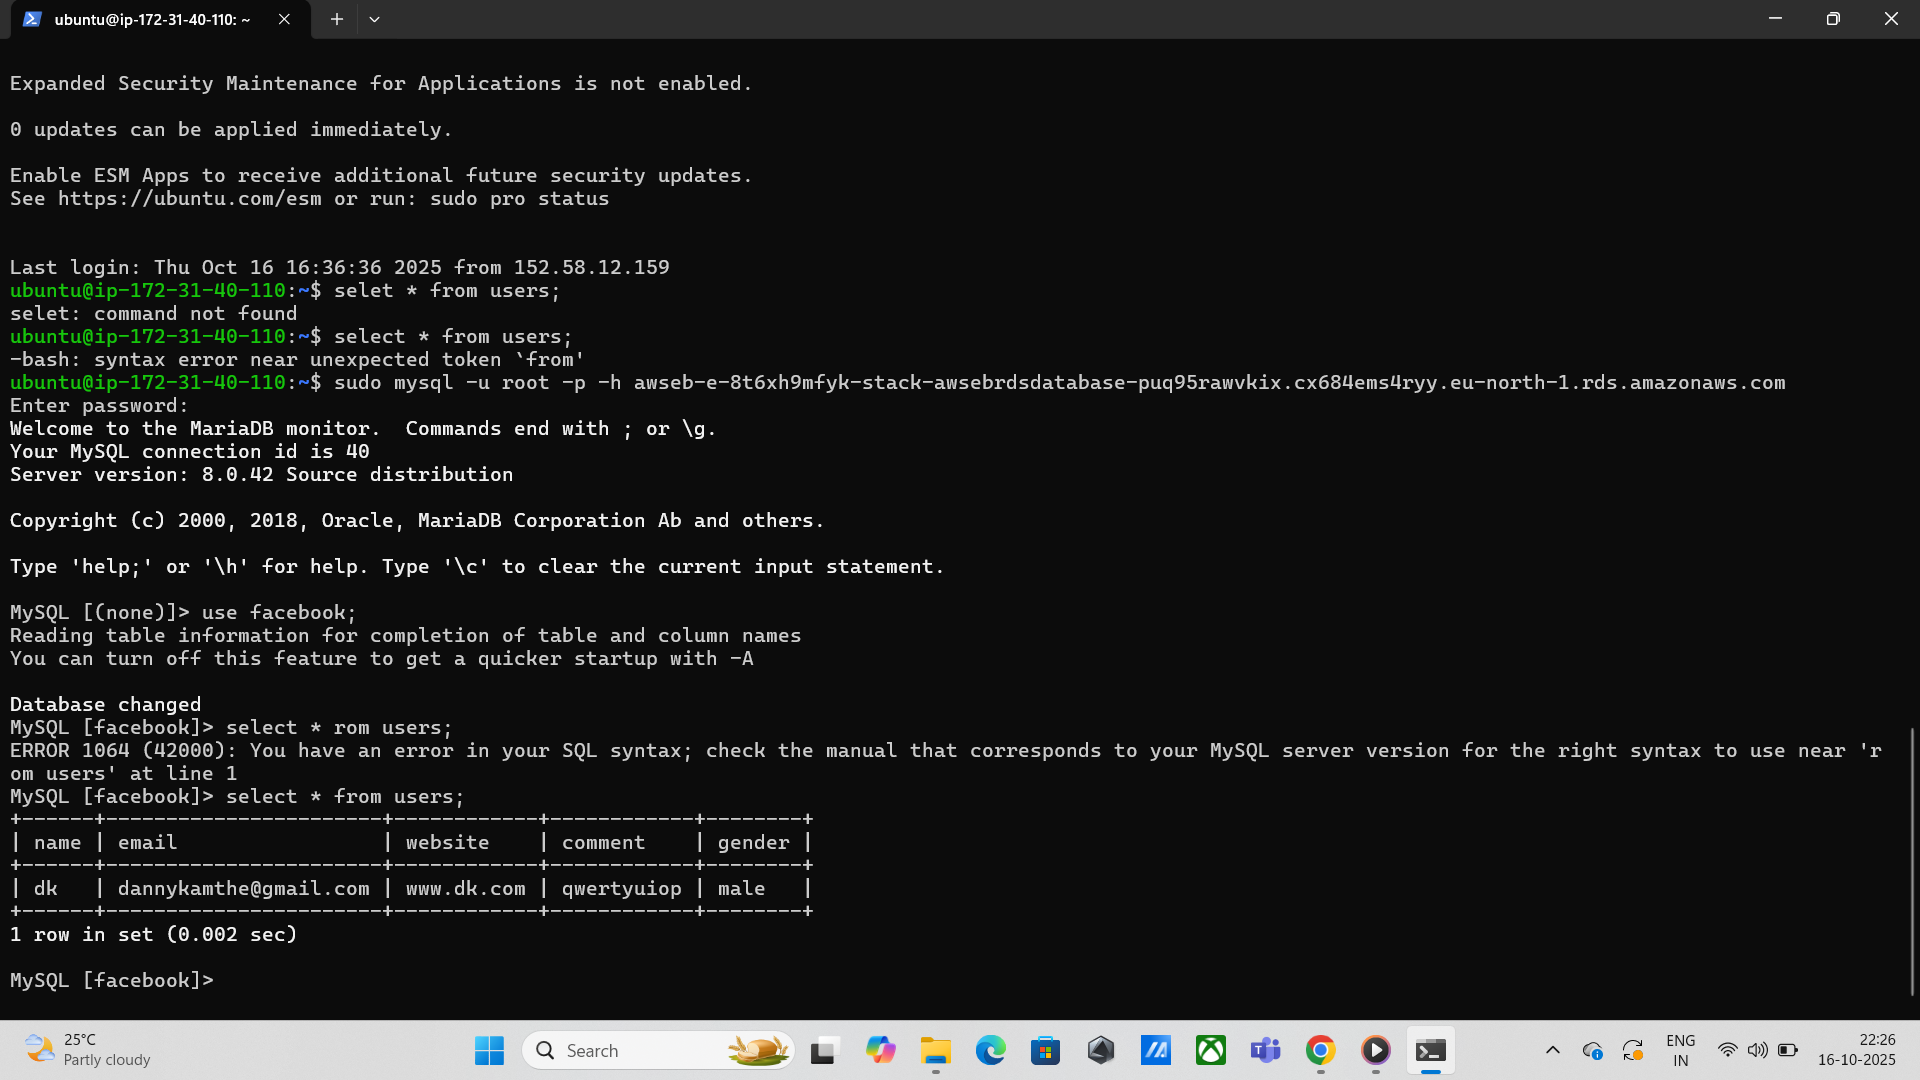 ubuntu@ip-172-31-40-110: ~
Expanded Security Maintenance for Applications is not enabled.
0 updates can be applied immediately.
Enable ESM Apps to receive additional future security updates.
See https://ubuntu.com/esm or run: sudo pro status
Last login: Thu Oct 16 16:36:36 2025 from 152.58.12.159
ubuntu@ip-172-31-40-110:~$ selet * from users;
selet: command not found
ubuntu@ip-172-31-40-110:~$ select * from users;
-bash: syntax error near unexpected token `from'
ubuntu@ip-172-31-40-110:~$ sudo mysql -u root -p -h awseb-e-8t6xh9mfyk-stack-awsebrdsdatabase-puq95rawvkix.cx684ems4ryy.eu-north-1.rds.amazonaws.com
Enter password:
Welcome to the MariaDB monitor.  Commands end with ; or \g.
Your MySQL connection id is 40
Server version: 8.0.42 Source distribution
Copyright (c) 2000, 2018, Oracle, MariaDB Corporation Ab and others.
Type 'help;' or '\h' for help. Type '\c' to clear the current input statement.
MySQL [(none)]> use facebook;
Reading table information for completion of table and column names
You can turn off this feature to get a quicker startup with -A
Database changed
MySQL [facebook]> select * rom users;
ERROR 1064 (42000): You have an error in your SQL syntax; check the manual that corresponds to your MySQL server version for the right syntax to use near 'r
om users' at line 1
MySQL [facebook]> select * from users;
+------+-----------------------+------------+------------+--------+
| name | email                 | website    | comment    | gender |
+------+-----------------------+------------+------------+--------+
| dk   | dannykamthe@gmail.com | www.dk.com | qwertyuiop | male   |
+------+-----------------------+------------+------------+--------+
1 row in set (0.002 sec)
MySQL [facebook]>
25°C
Partly cloudy
Search
ENG
IN
22:26
16-10-2025